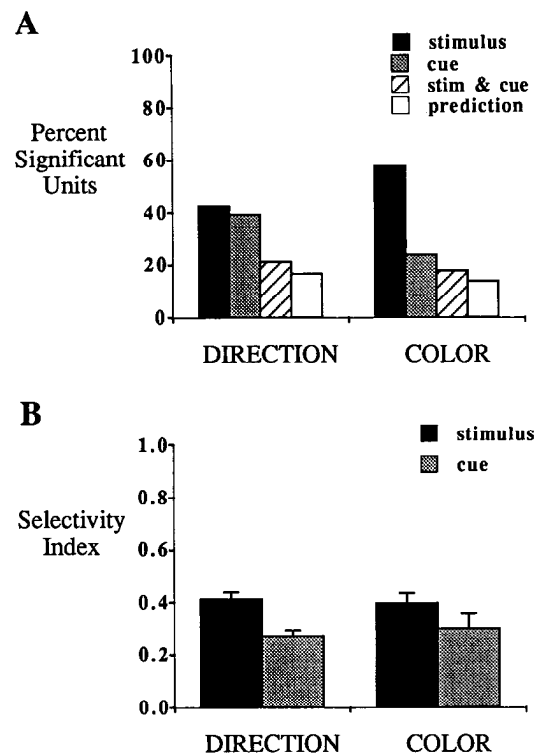 A
100
80
60
40
20
0
Percent
Significant
Units
stimulus
cue
stim & cue
prediction
DIRECTION COLOR
B
1.0
0.8
0.6
0.4
0.2
0.0
Selectivity
Index
stimulus
cue
DIRECTION COLOR